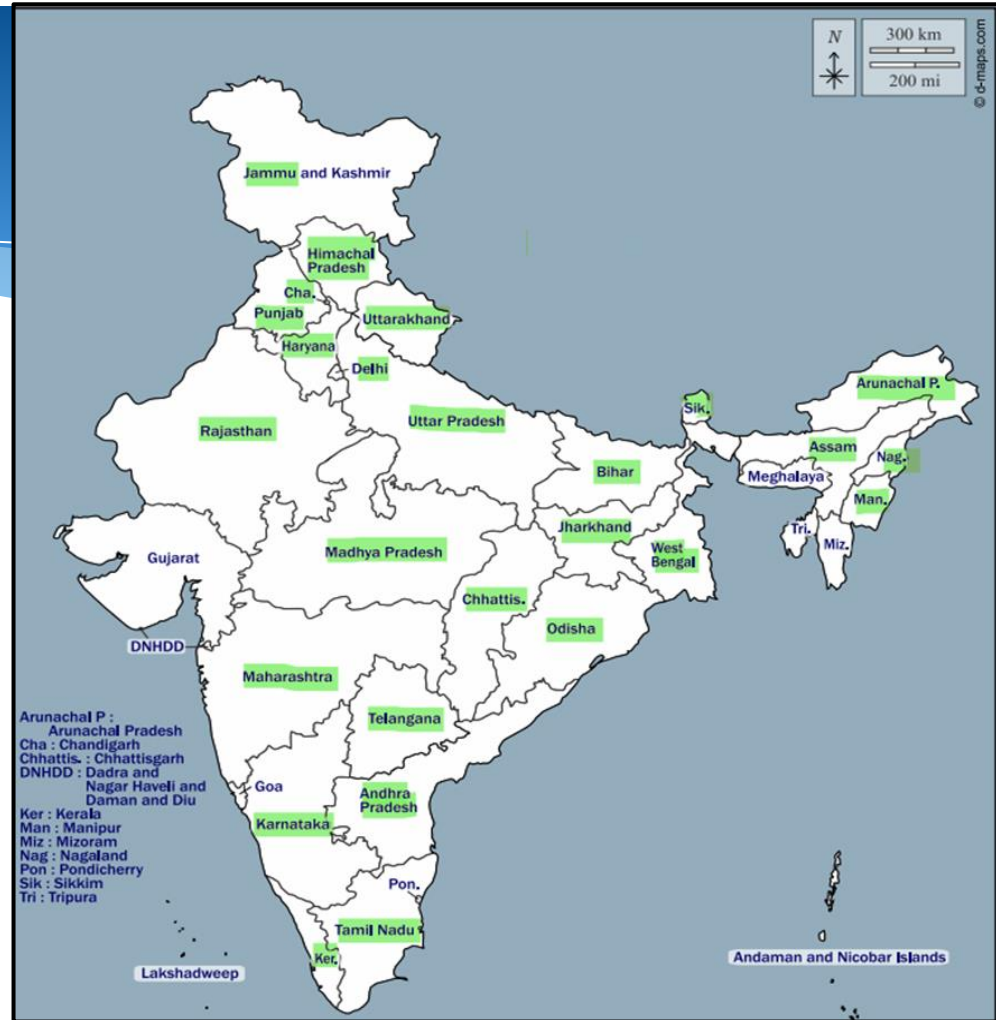 N
300 km
200 mi
© d-maps.com
Jammu and Kashmir
Himachal
Pradesh
Cha.
Punjab
Uttarakhand
Haryana
Delhi
Rajasthan
Uttar Pradesh
Sik.
Arunachal P.
Assam
Nag.
Meghalaya
Bihar
Man.
Jharkhand
Tri.
Miz.
Gujarat
Madhya Pradesh
West
Bengal
Chhattis.
Odisha
DNHDD
Maharashtra
Telangana
Goa
Andhra
Pradesh
Karnataka
Pon.
Tamil Nadu
Ker.
Lakshadweep
Andaman and Nicobar Islands
Arunachal P :
Arunachal Pradesh
Cha : Chandigarh
Chhattis. : Chhattisgarh
DNHDD : Dadra and
Nagar Haveli and
Daman and Diu
Ker : Kerala
Man : Manipur
Miz : Mizoram
Nag : Nagaland
Pon : Pondicherry
Sik : Sikkim
Tri : Tripura